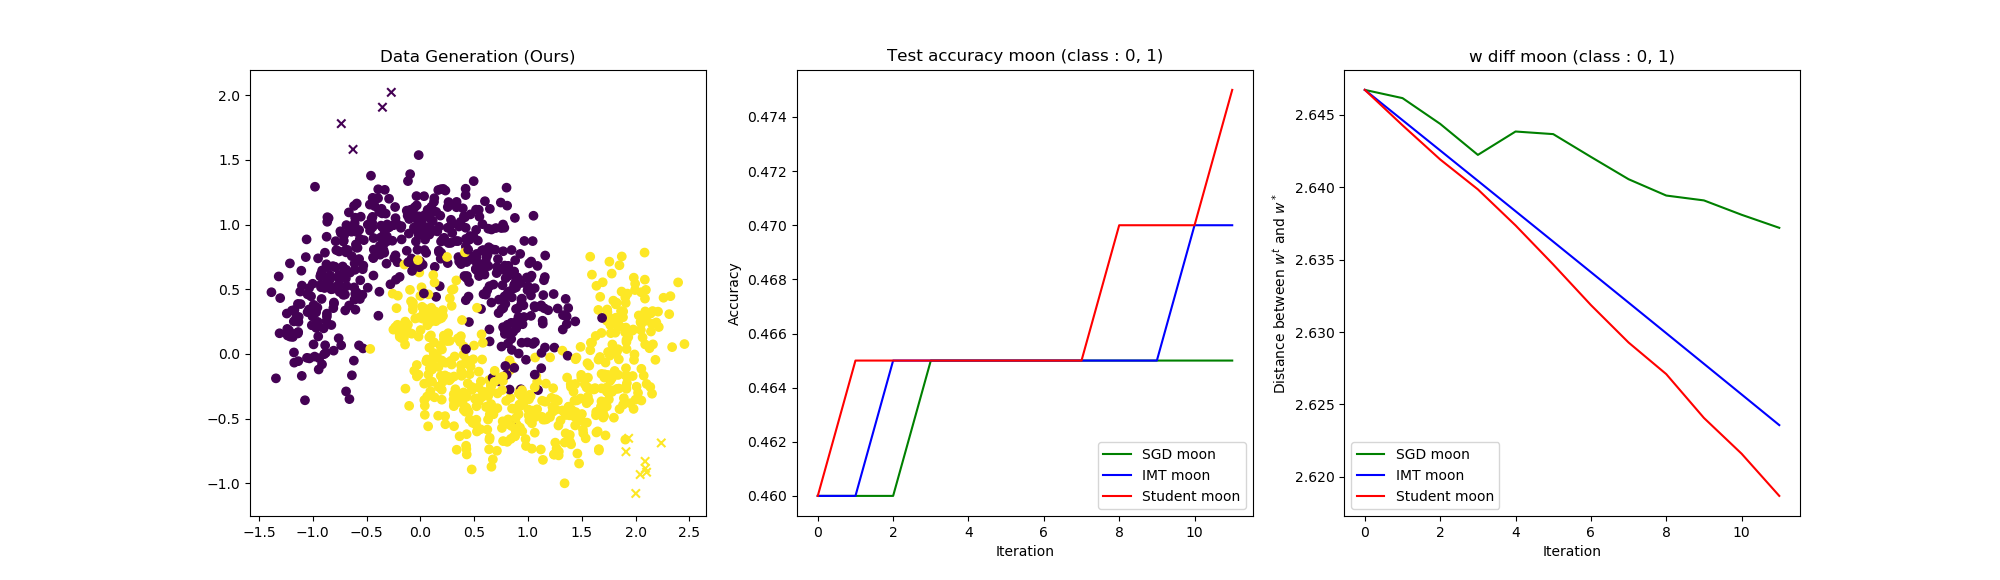 Data Generation (Ours)
2.0
1.5
1.0
0.5
0.0
−0.5
−1.0
−1.5 −1.0 −0.5 0.0 0.5 1.0 1.5 2.0 2.5
Test accuracy moon (class : 0, 1)
Accuracy
0.474
0.472
0.470
0.468
0.466
0.464
0.462
0.460
SGD moon
IMT moon
Student moon
0 2 4 6 8 10
Iteration
w diff moon (class : 0, 1)
Distance between w^t and w^*
2.645
2.640
2.635
2.630
2.625
2.620
SGD moon
IMT moon
Student moon
0 2 4 6 8 10
Iteration